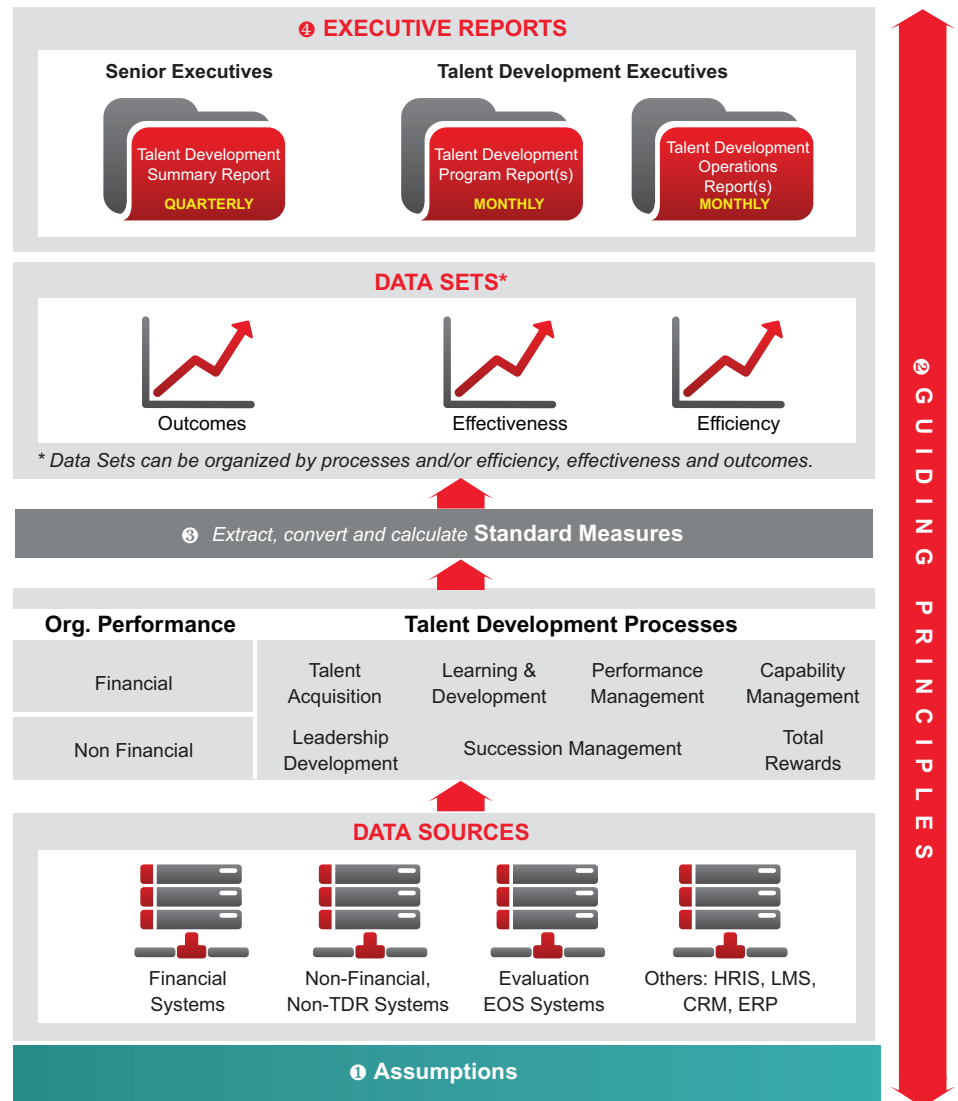 ❹ EXECUTIVE REPORTS
Senior Executives
Talent Development Executives
Talent Development
Summary Report
QUARTERLY
Talent Development
Program Report(s)
MONTHLY
Talent Development
Operations
Report(s)
MONTHLY
DATA SETS*
Outcomes
Effectiveness
Efficiency
* Data Sets can be organized by processes and/or efficiency, effectiveness and outcomes.
❸ Extract, convert and calculate Standard Measures
Org. Performance
Financial
Non Financial
Talent Development Processes
Talent
Acquisition
Learning &
Development
Performance
Management
Capability
Management
Leadership
Development
Succession Management
Total
Rewards
DATA SOURCES
Financial
Systems
Non-Financial,
Non-TDR Systems
Evaluation
EOS Systems
Others: HRIS, LMS,
CRM, ERP
❶ Assumptions
❷ GUIDING PRINCIPLES